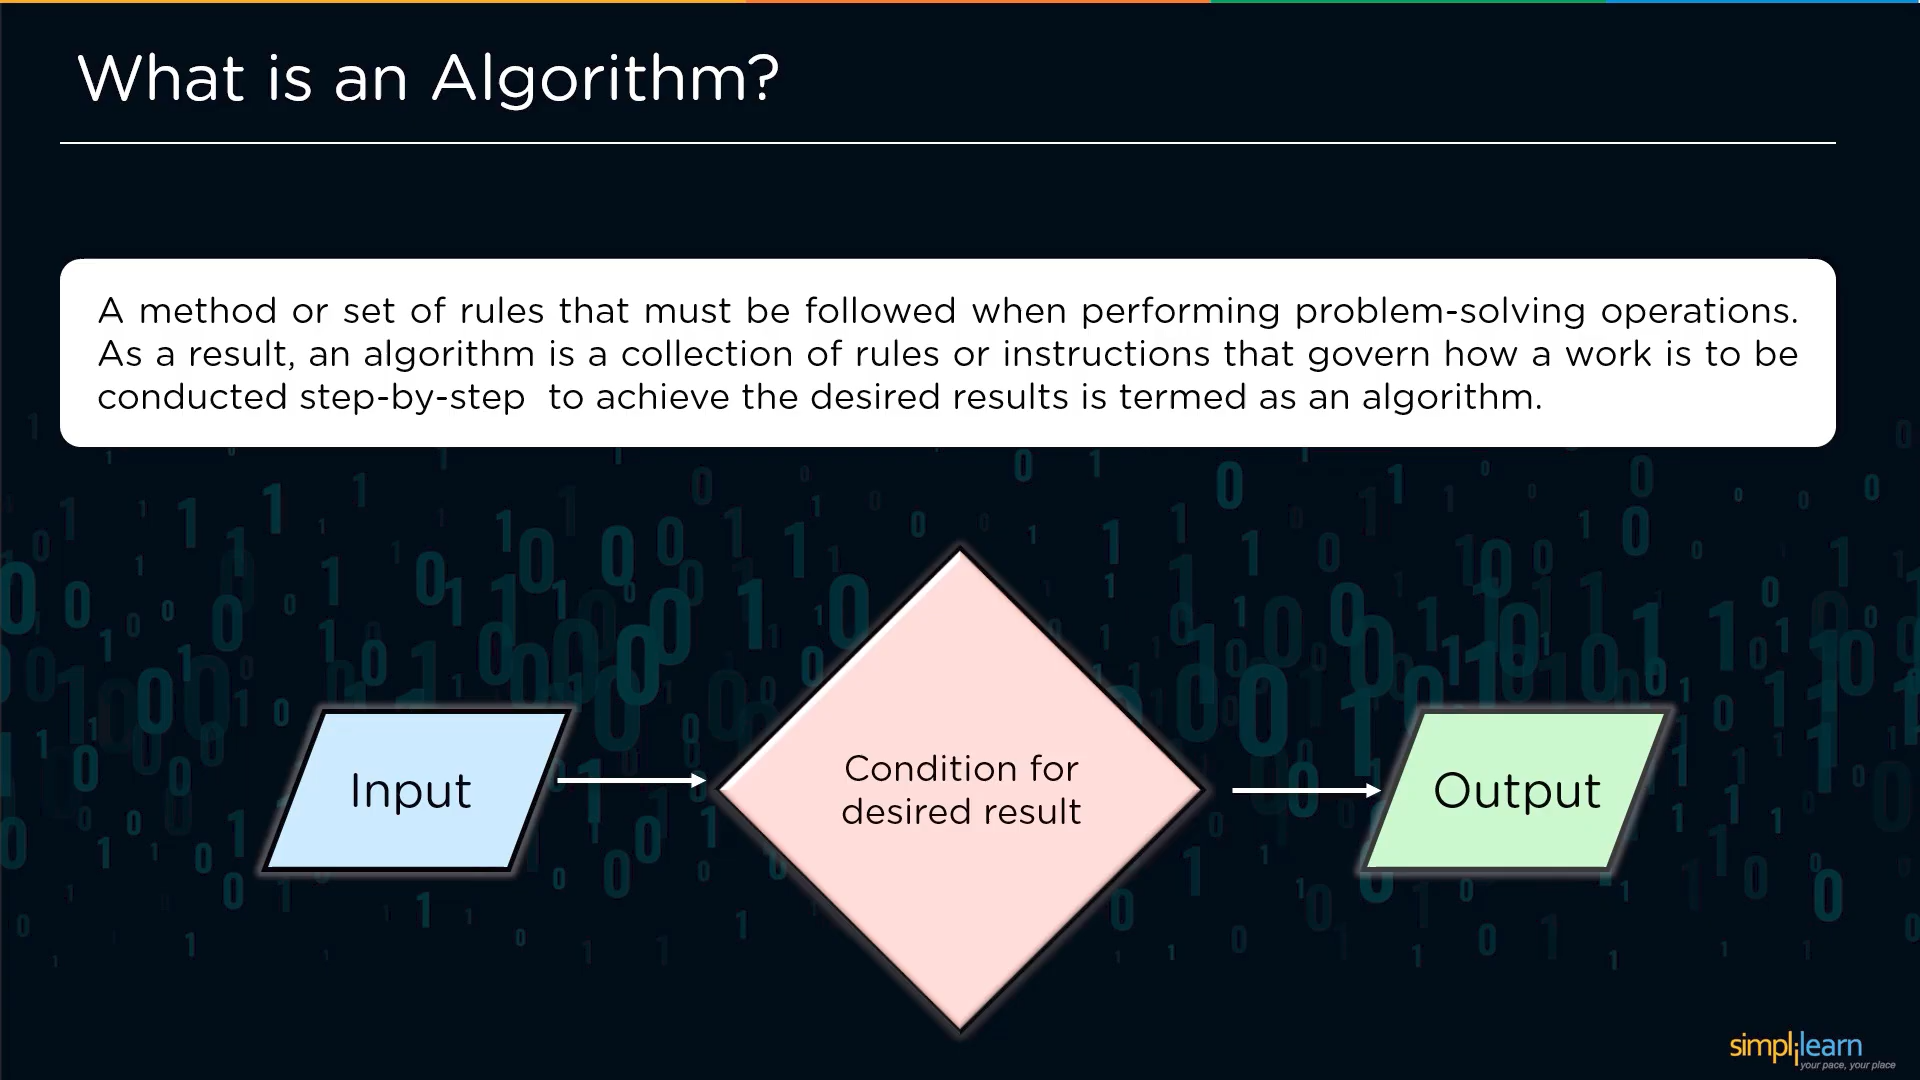 What is an Algorithm?
A method or set of rules that must be followed when performing problem-solving operations.
As a result, an algorithm is a collection of rules or instructions that govern how a work is to be
conducted step-by-step  to achieve the desired results is termed as an algorithm.
Input
Condition for
desired result
Output
simplilearn
your pace, your place